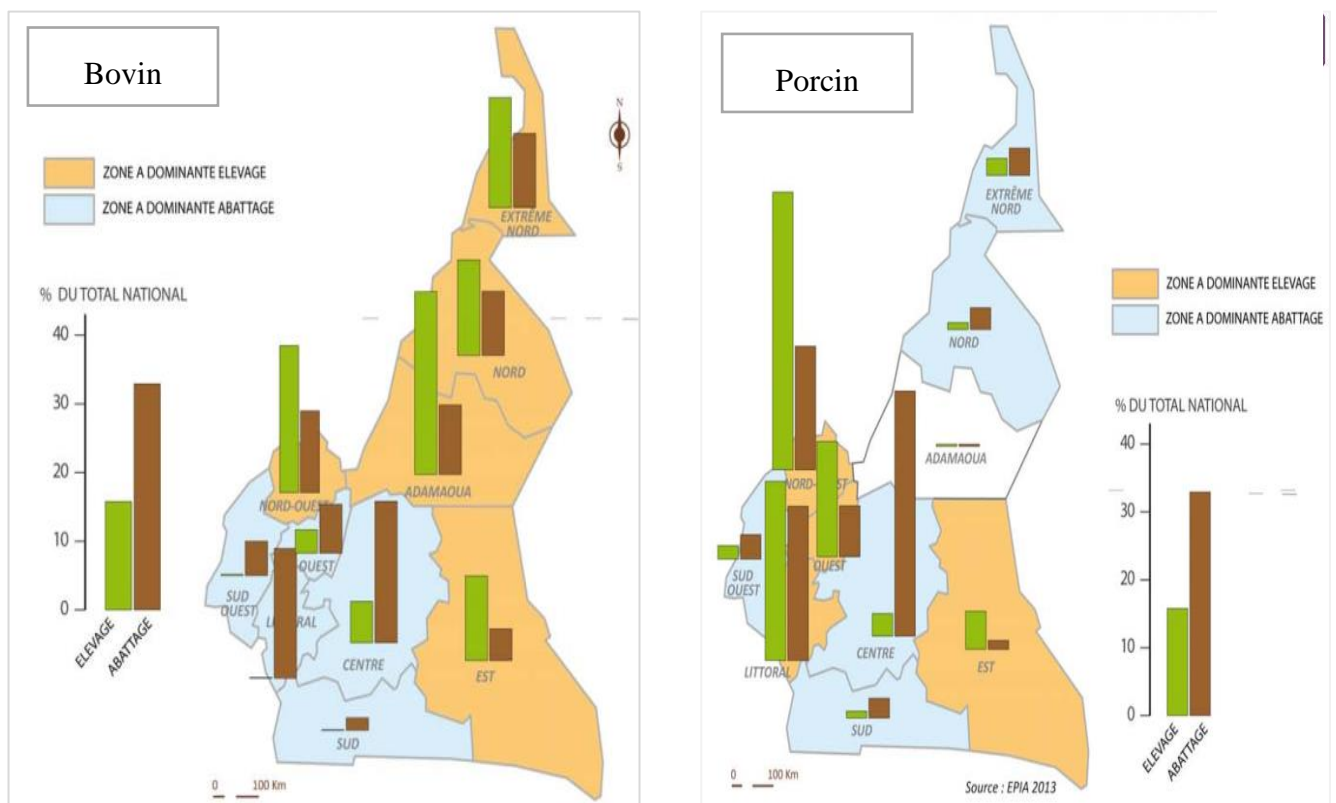 Bovin
N
S
ZONE A DOMINANTE ELEVAGE
ZONE A DOMINANTE ABATTAGE
% DU TOTAL NATIONAL
40
30
20
10
0
ELEVAGE
ABATTAGE
EXTRÊME
NORD
NORD
ADAMAOUA
NORD-OUEST
OUEST
SUD
OUEST
CENTRE
EST
SUD
0 100 Km
Porcin
EXTRÊME
NORD
NORD
ADAMAOUA
OUEST
SUD
OUEST
LITTORAL
CENTRE
EST
SUD
ZONE A DOMINANTE ELEVAGE
ZONE A DOMINANTE ABATTAGE
% DU TOTAL NATIONAL
40
30
20
10
0
ELEVAGE
ABATTAGE
0 100 Km
Source : EPIA 2013